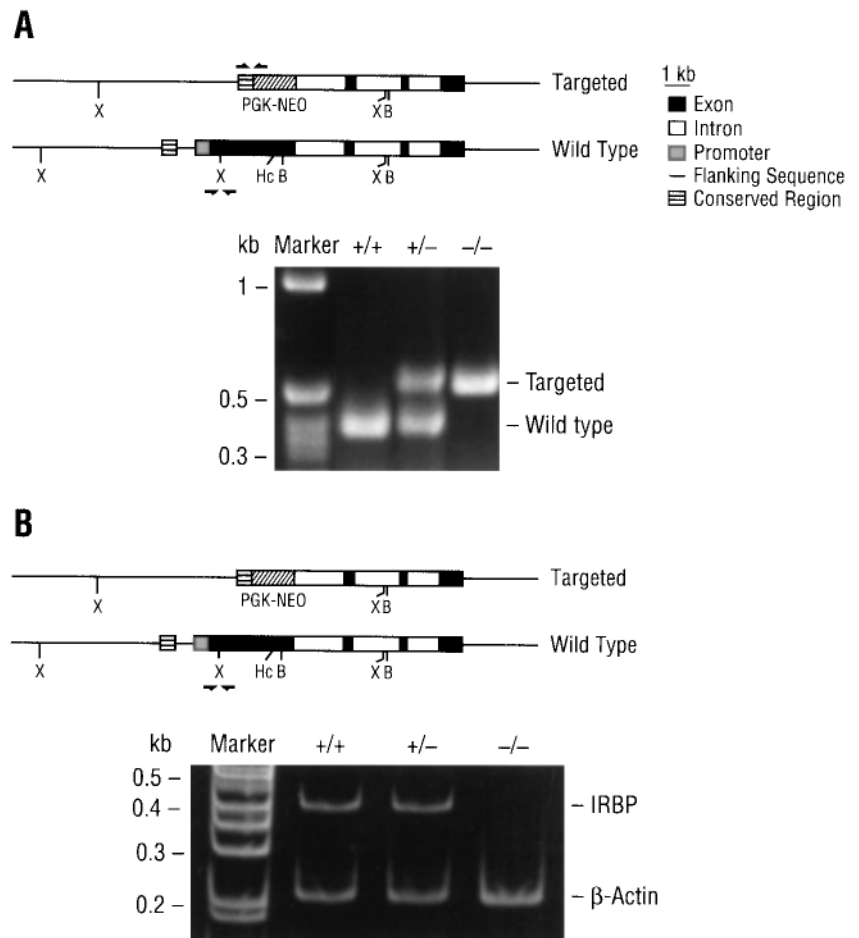 A
Targeted
X
PGK-NEO
X B
Wild Type
X
X
Hc B
X B
1 kb
Exon
Intron
Promoter
Flanking Sequence
Conserved Region
kb Marker +/+ +/– –/–
1 –
0.5 –
0.3 –
– Targeted
– Wild type
B
Targeted
X
PGK-NEO
X B
Wild Type
X
X
Hc B
X B
kb Marker +/+ +/– –/–
0.5 –
0.4 –
0.3 –
0.2 –
– IRBP
– β-Actin